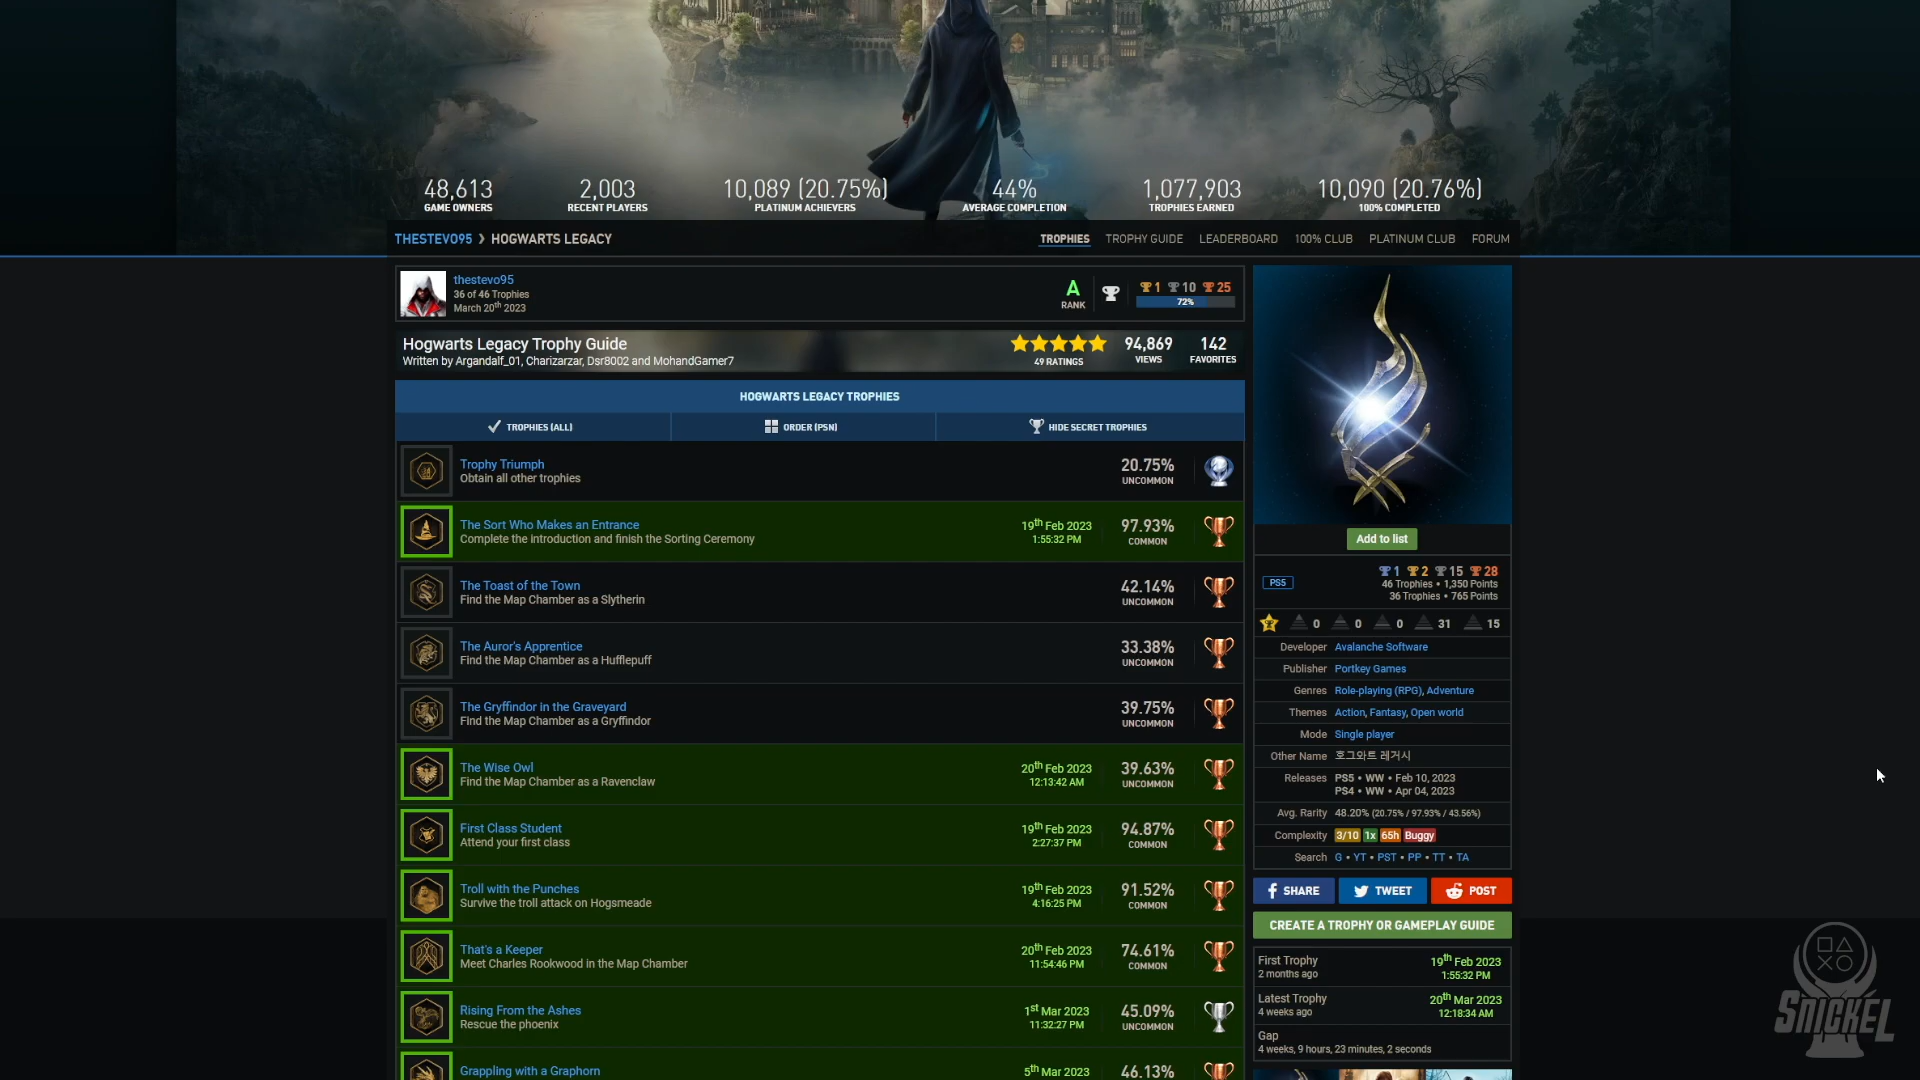 48,613
GAME OWNERS
2,003
RECENT PLAYERS
10,089 (20.75%)
PLATINUM ACHIEVERS
44%
AVERAGE COMPLETION
1,077,903
TROPHIES EARNED
10,090 (20.76%)
100% COMPLETED
THESTEVO95 ❯ HOGWARTS LEGACY
TROPHIES TROPHY GUIDE LEADERBOARD 100% CLUB PLATINUM CLUB FORUM
thestevo95
36 of 46 Trophies
March 20th 2023
A
RANK
1 10 25
72%
Hogwarts Legacy Trophy Guide
Written by Argandalf_01, Charizarzar, Dsr8002 and MohandGamer7
49 RATINGS
94,869
VIEWS
142
FAVORITES
HOGWARTS LEGACY TROPHIES
TROPHIES (ALL) ORDER (PSN) HIDE SECRET TROPHIES
Trophy Triumph
Obtain all other trophies
20.75%
UNCOMMON
The Sort Who Makes an Entrance
Complete the introduction and finish the Sorting Ceremony
19th Feb 2023
1:55:32 PM
97.93%
COMMON
The Toast of the Town
Find the Map Chamber as a Slytherin
42.14%
UNCOMMON
The Auror's Apprentice
Find the Map Chamber as a Hufflepuff
33.38%
UNCOMMON
The Gryffindor in the Graveyard
Find the Map Chamber as a Gryffindor
39.75%
UNCOMMON
The Wise Owl
Find the Map Chamber as a Ravenclaw
20th Feb 2023
12:13:42 AM
39.63%
UNCOMMON
First Class Student
Attend your first class
19th Feb 2023
2:27:37 PM
94.87%
COMMON
Troll with the Punches
Survive the troll attack on Hogsmeade
19th Feb 2023
4:16:25 PM
91.52%
COMMON
That's a Keeper
Meet Charles Rookwood in the Map Chamber
20th Feb 2023
11:54:46 PM
74.61%
COMMON
Rising From the Ashes
Rescue the phoenix
1st Mar 2023
11:32:27 PM
45.09%
UNCOMMON
Grappling with a Graphorn
5th Mar 2023
46.13%
Add to list
PS5
1 2 15 28
46 Trophies • 1,350 Points
36 Trophies • 765 Points
0 0 0 31 15
Developer Avalanche Software
Publisher Portkey Games
Genres Role-playing (RPG), Adventure
Themes Action, Fantasy, Open world
Mode Single player
Other Name 호그와트 레거시
Releases PS5 • WW • Feb 10, 2023
PS4 • WW • Apr 04, 2023
Avg. Rarity 48.20% (20.75% / 97.93% / 43.56%)
Complexity 3/10 1x 65h Buggy
Search G • YT • PST • PP • TT • TA
SHARE TWEET POST
CREATE A TROPHY OR GAMEPLAY GUIDE
First Trophy
2 months ago
19th Feb 2023
1:55:32 PM
Latest Trophy
4 weeks ago
20th Mar 2023
12:18:34 AM
Gap
4 weeks, 9 hours, 23 minutes, 2 seconds
SNICKEL